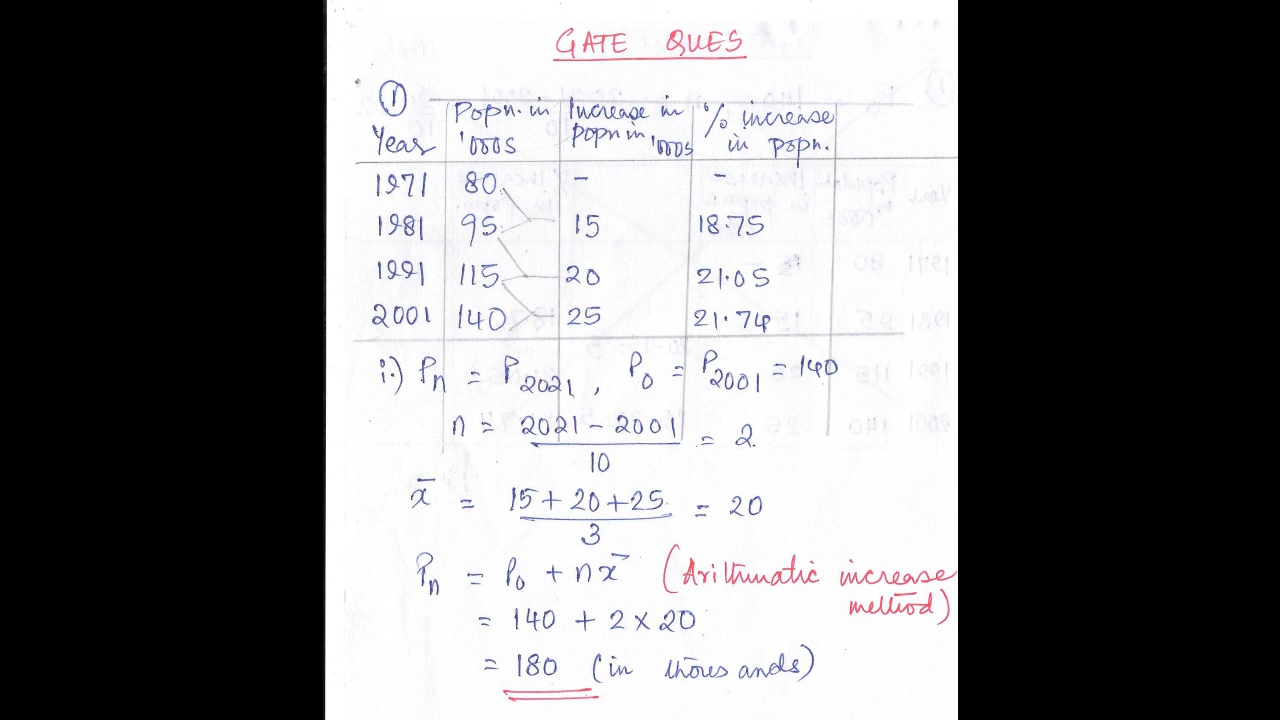 GATE QUES
①
Year | Popn. in '000s | Increase in popn in '000s | % increase in popn.
1971 | 80 | - | -
1981 | 95 | 15 | 18.75
1991 | 115 | 20 | 21.05
2001 | 140 | 25 | 21.74
i.) Pn = P2021, P0 = P2001 = 140
n = 2021 - 2001 / 10 = 2
x̄ = 15 + 20 + 25 / 3 = 20
Pn = P0 + n x̄ (Arithmatic increase method)
= 140 + 2 x 20
= 180 (in thousands)